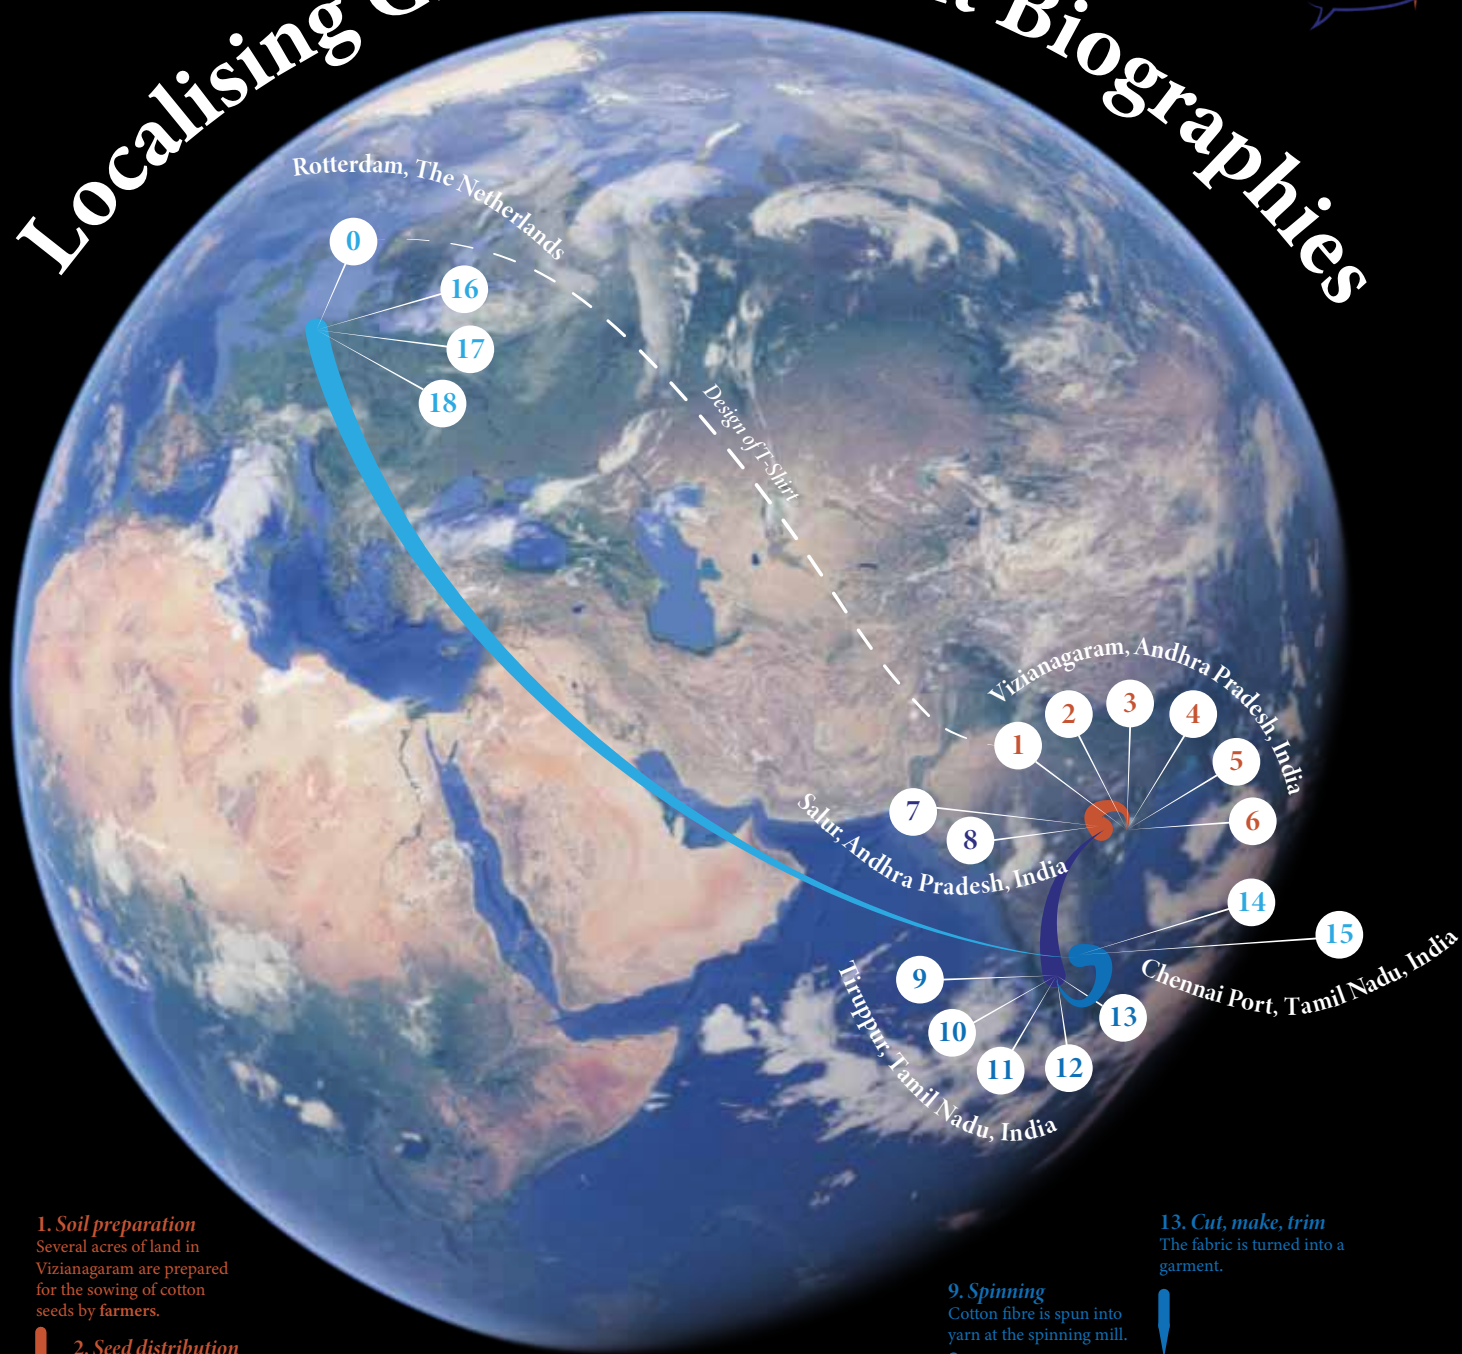 Localising
Biographies
Rotterdam, The Netherlands
0
16
17
18
Design of T-Shirt
Vizianagaram, Andhra Pradesh, India
1
2
3
4
5
6
7
8
Salur, Andhra Pradesh, India
14
15
Chennai Port, Tamil Nadu, India
9
10
11
12
13
Tiruppur, Tamil Nadu, India
1. Soil preparation
Several acres of land in
Vizianagaram are prepared
for the sowing of cotton
seeds by farmers.
2. Seed distribution
9. Spinning
Cotton fibre is spun into
yarn at the spinning mill.
13. Cut, make, trim
The fabric is turned into a
garment.